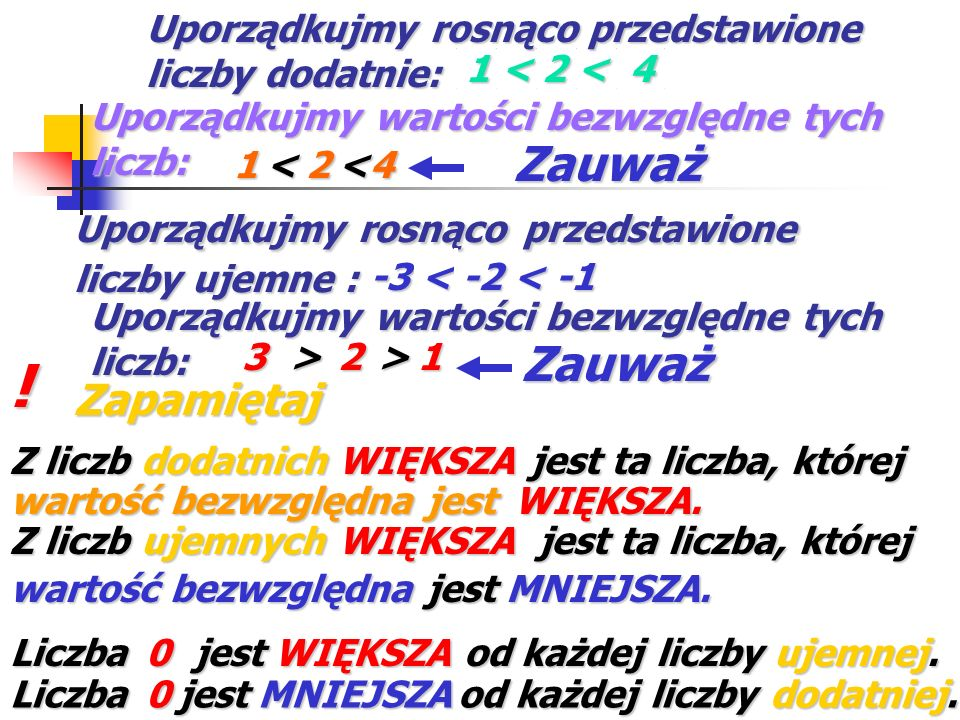 Uporządkujmy rosnąco przedstawione
liczby dodatnie: 1 < 2 < 4
Uporządkujmy wartości bezwzględne tych
liczb: 1 < 2 <4 Zauważ
Uporządkujmy rosnąco przedstawione
liczby ujemne : -3 < -2 < -1
Uporządkujmy wartości bezwzględne tych
liczb: 3 > 2 > 1 Zauważ
! Zapamiętaj
Z liczb dodatnich WIĘKSZA jest ta liczba, której
wartość bezwzględna jest WIĘKSZA.
Z liczb ujemnych WIĘKSZA jest ta liczba, której
wartość bezwzględna jest MNIEJSZA.
Liczba 0 jest WIĘKSZA od każdej liczby ujemnej.
Liczba 0 jest MNIEJSZA od każdej liczby dodatniej.